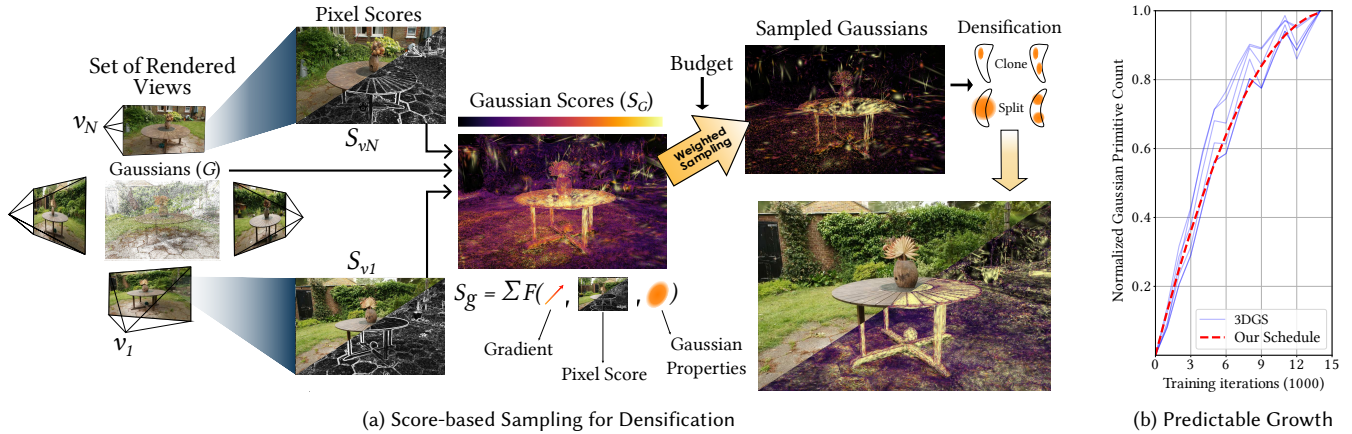 Pixel Scores
Set of Rendered
Views
v_N
S_vN
Gaussians (G)
S_v1
v_1
Gaussian Scores (S_G)
S_g = Σ F( , , )
Gradient
Pixel Score
Gaussian
Properties
Budget
Weighted
Sampling
Sampled Gaussians
Densification
Clone
Split
(a) Score-based Sampling for Densification
Normalized Gaussian Primitive Count
1.0
0.8
0.6
0.4
0.2
3DGS
Our Schedule
0 3 6 9 12 15
Training iterations (1000)
(b) Predictable Growth